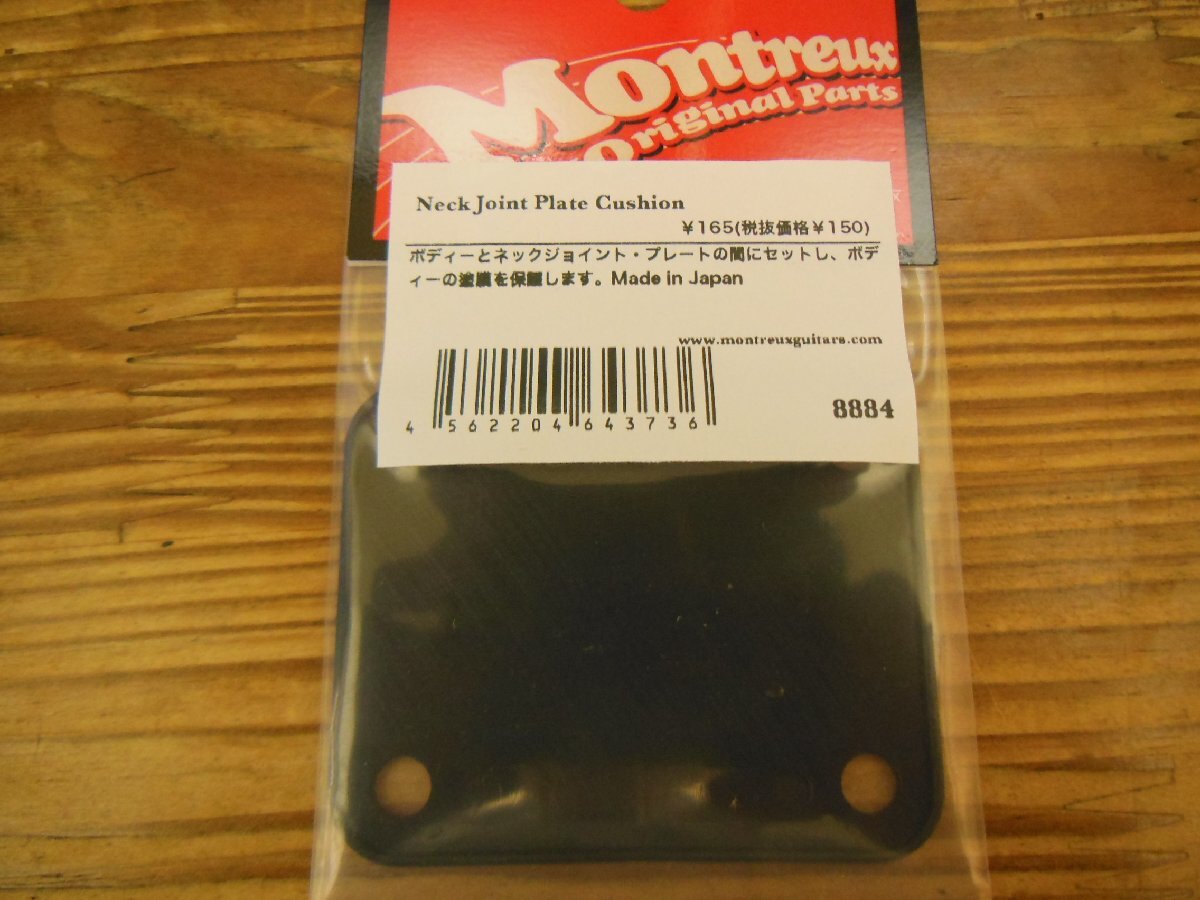 Montreux
Original Parts
Neck Joint Plate Cushion
¥165(税抜価格¥150)
ボディーとネックジョイント・プレートの間にセットし、ボデ
ィーの塗膜を保護します。Made in Japan
www.montreuxguitars.com
4 562204 643736
8884